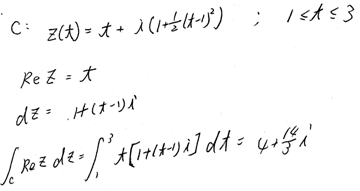 C: z(t) = t + i(1+½(t-1)²) ; 1≤t≤3
Re z = t
dz = 1+(t-1)i
∫_C Re z dz = ∫₁³ t[1+(t-1)i] dt = 4+14/3 i